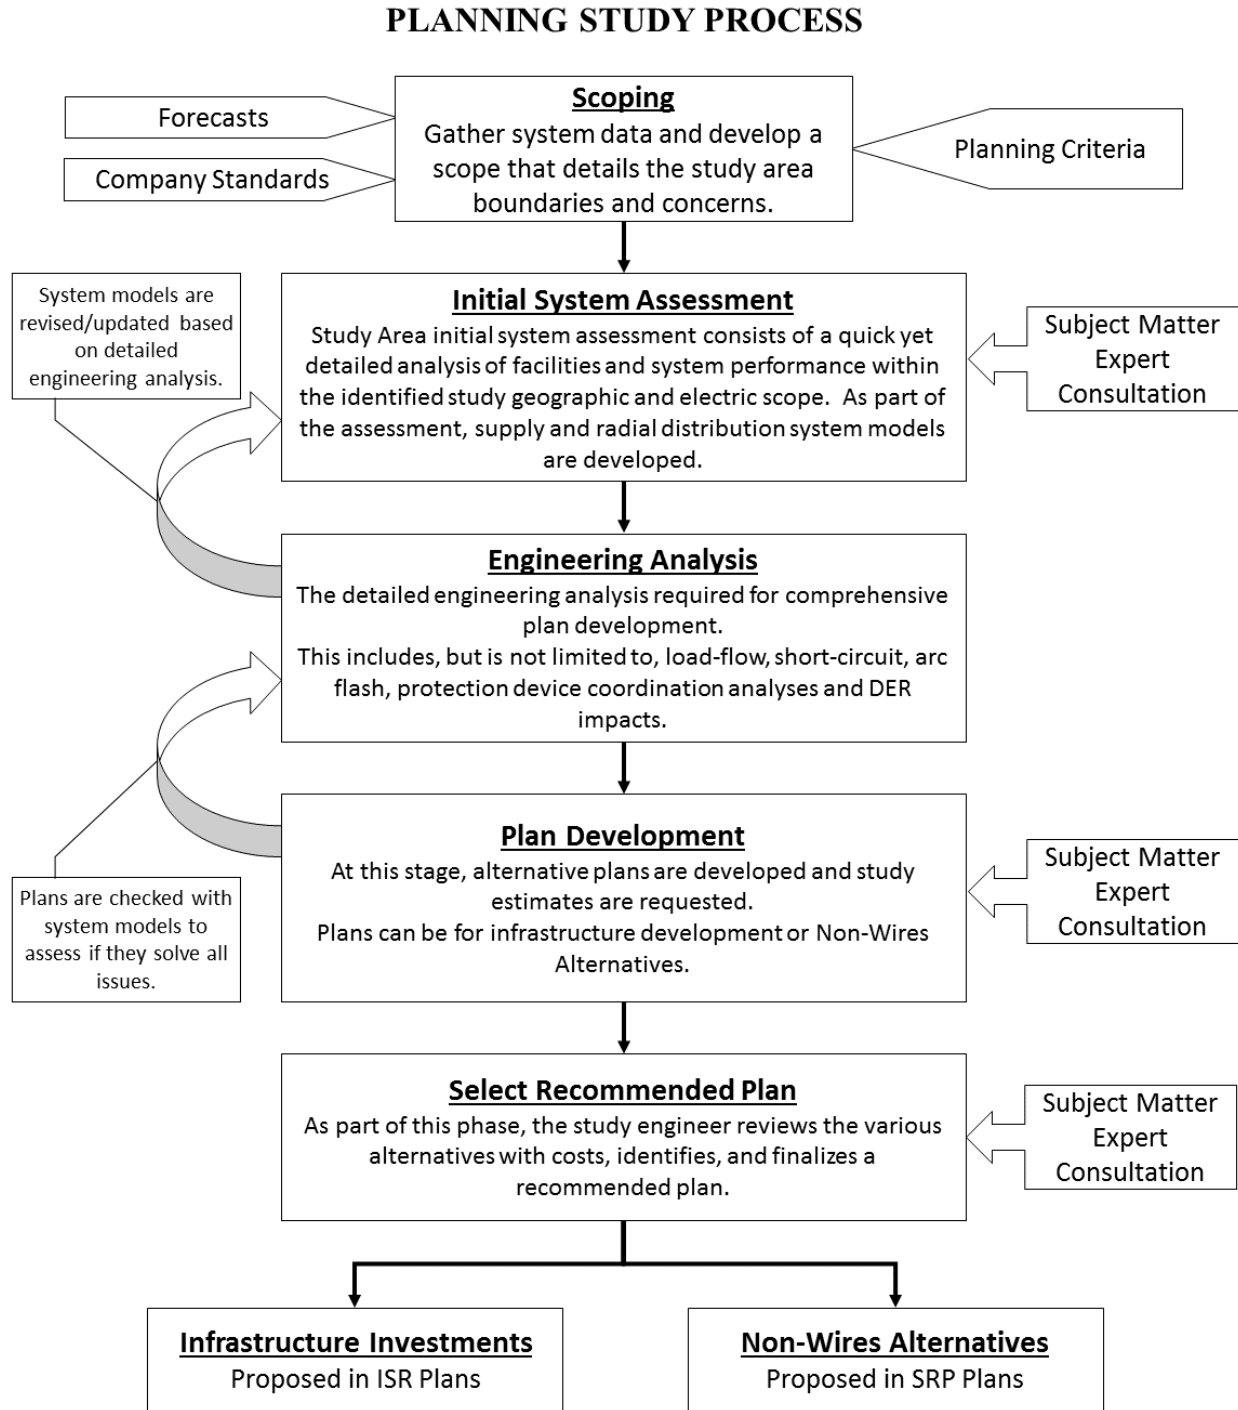 PLANNING STUDY PROCESS
Forecasts
Company Standards
Scoping
Gather system data and develop a
scope that details the study area
boundaries and concerns.
Planning Criteria
System models are
revised/updated based
on detailed
engineering analysis.
Initial System Assessment
Study Area initial system assessment consists of a quick yet
detailed analysis of facilities and system performance within
the identified study geographic and electric scope. As part of
the assessment, supply and radial distribution system models
are developed.
Subject Matter
Expert
Consultation
Engineering Analysis
The detailed engineering analysis required for comprehensive
plan development.
This includes, but is not limited to, load-flow, short-circuit, arc
flash, protection device coordination analyses and DER
impacts.
Plans are checked with
system models to
assess if they solve all
issues.
Plan Development
At this stage, alternative plans are developed and study
estimates are requested.
Plans can be for infrastructure development or Non-Wires
Alternatives.
Subject Matter
Expert
Consultation
Select Recommended Plan
As part of this phase, the study engineer reviews the various
alternatives with costs, identifies, and finalizes a
recommended plan.
Subject Matter
Expert
Consultation
Infrastructure Investments
Proposed in ISR Plans
Non-Wires Alternatives
Proposed in SRP Plans